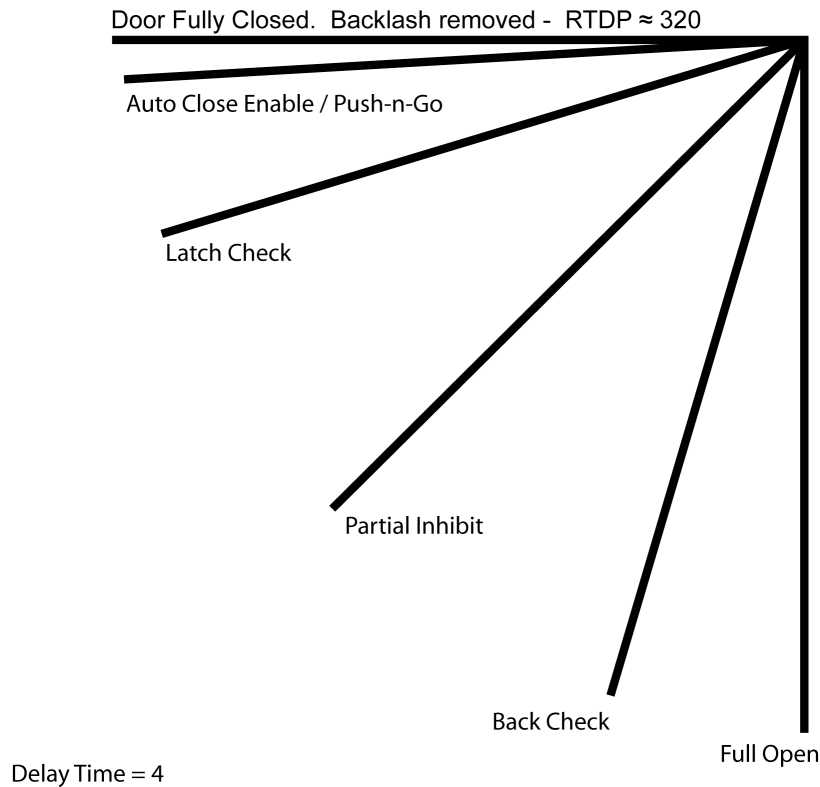 Door Fully Closed.  Backlash removed -  RTDP ≈ 320
Auto Close Enable / Push-n-Go
Latch Check
Partial Inhibit
Back Check
Full Open
Delay Time = 4